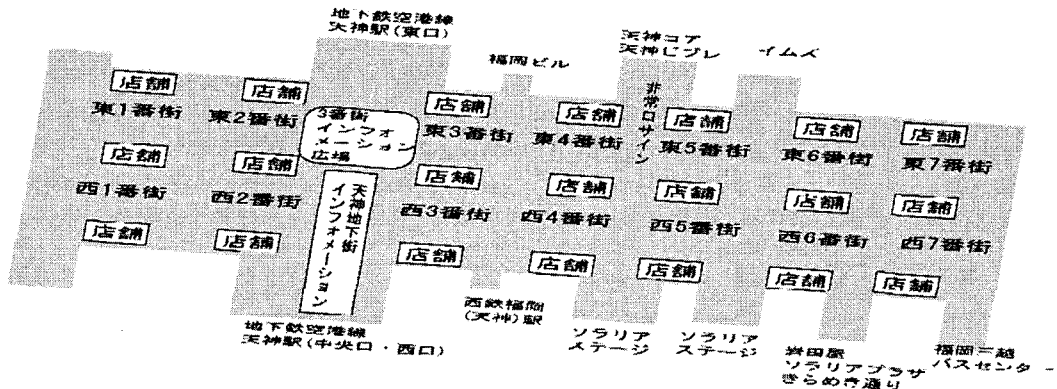 地下鉄空港線
天神駅(東口)
福岡ビル
天神コア
天神ビブレ
イムズ
店舗
店舗
店舗
店舗
店舗
店舗
店舗
東1番街
東2番街
3番街
インフォ
メーション
広場
東3番街
東4番街
非常口サイン
東5番街
東6番街
東7番街
店舗
店舗
店舗
店舗
店舗
店舗
店舗
西1番街
西2番街
天神地下街
インフォメーション
西3番街
西4番街
西5番街
西6番街
西7番街
店舗
店舗
店舗
店舗
店舗
店舗
店舗
地下鉄空港線
天神駅(中央口・西口)
西鉄福岡
(天神)駅
ソラリア
ステージ
ソラリア
ステージ
岩田屋
ソラリアプラザ
きらめき通り
福岡三越
バスセンター